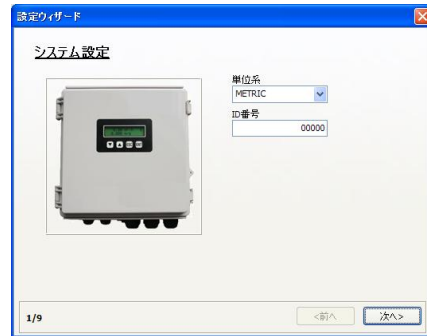 設定ウィザード
システム設定
単位系
METRIC
ID番号
00000
1/9
<前へ
次へ>